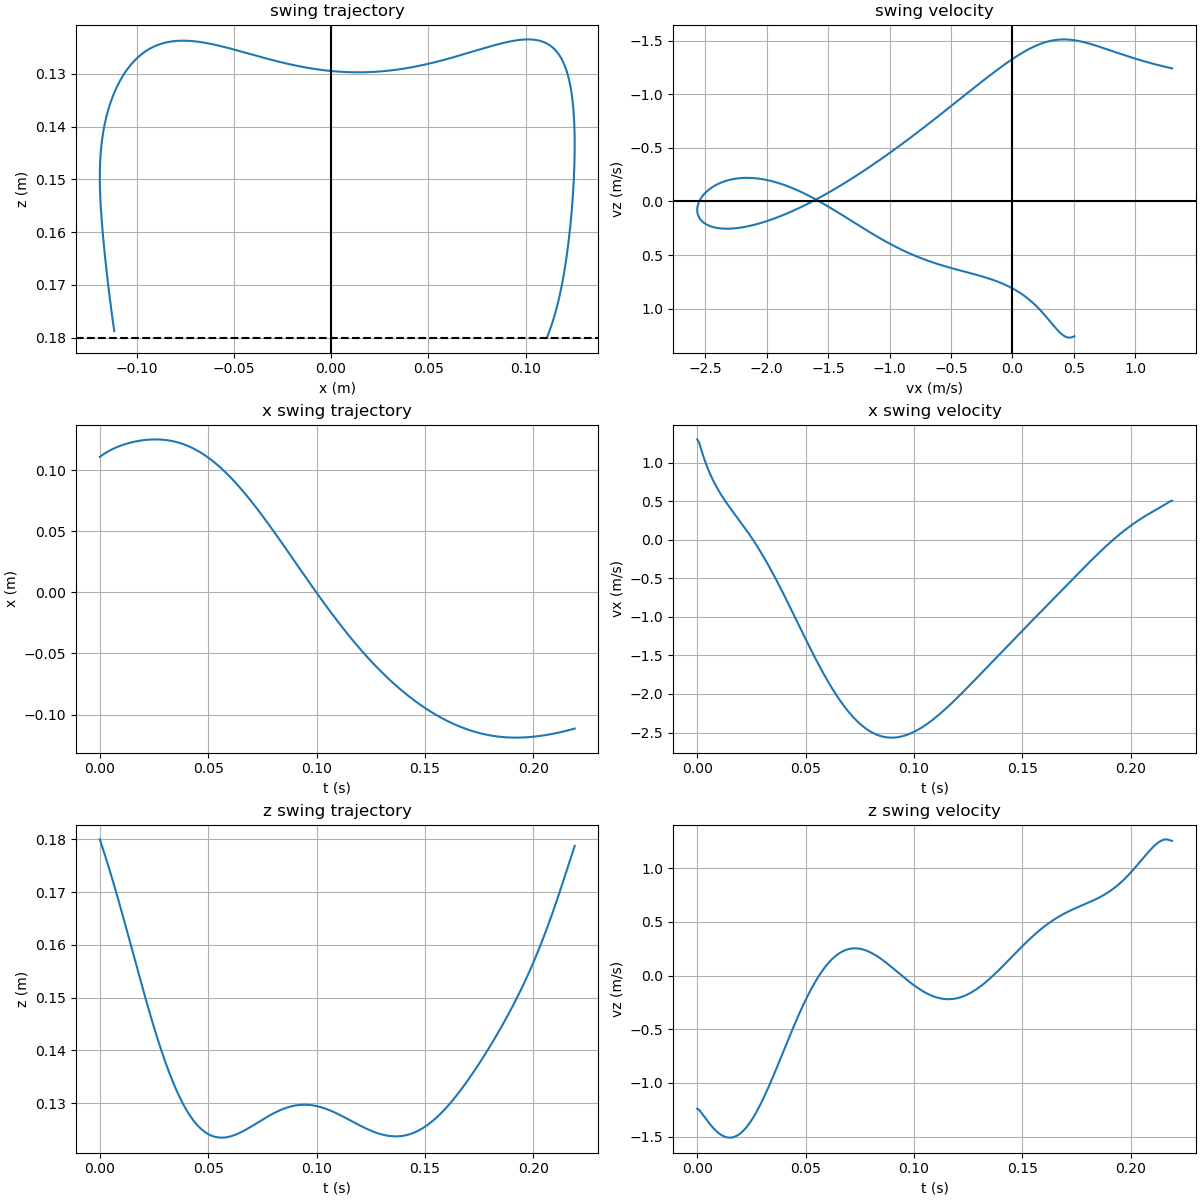 swing trajectory
0.13
0.14
0.15
0.16
0.17
0.18
z (m)
−0.10 −0.05 0.00 0.05 0.10
x (m)
swing velocity
−1.5
−1.0
−0.5
0.0
0.5
1.0
vz (m/s)
−2.5 −2.0 −1.5 −1.0 −0.5 0.0 0.5 1.0
vx (m/s)
x swing trajectory
0.10
0.05
0.00
−0.05
−0.10
x (m)
0.00 0.05 0.10 0.15 0.20
t (s)
x swing velocity
1.0
0.5
0.0
−0.5
−1.0
−1.5
−2.0
−2.5
vx (m/s)
0.00 0.05 0.10 0.15 0.20
t (s)
z swing trajectory
0.18
0.17
0.16
0.15
0.14
0.13
z (m)
0.00 0.05 0.10 0.15 0.20
t (s)
z swing velocity
1.0
0.5
0.0
−0.5
−1.0
−1.5
vz (m/s)
0.00 0.05 0.10 0.15 0.20
t (s)